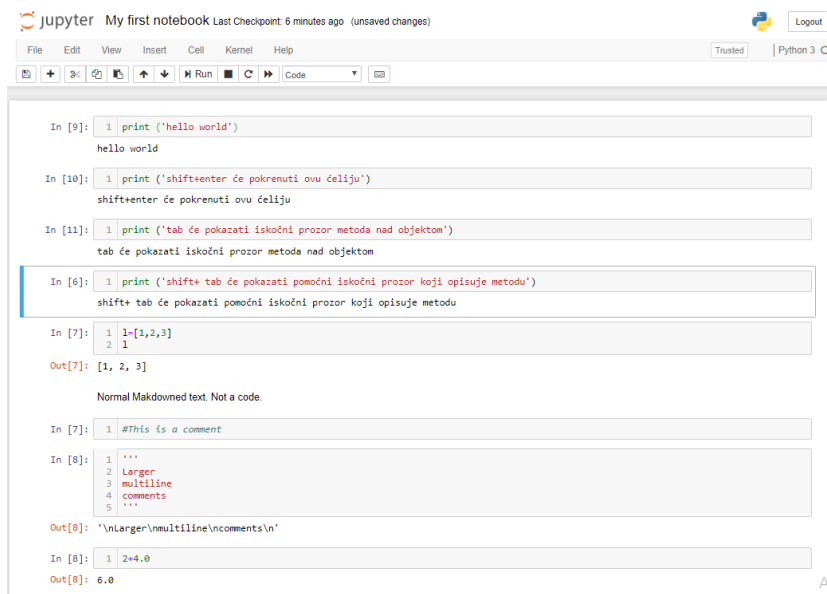 jupyter My first notebook Last Checkpoint: 6 minutes ago (unsaved changes) Logout
File Edit View Insert Cell Kernel Help Trusted Python 3
Run Code
In [9]: 1 print ('hello world')
hello world
In [10]: 1 print ('shift+enter će pokrenuti ovu ćeliju')
shift+enter će pokrenuti ovu ćeliju
In [11]: 1 print ('tab će pokazati iskočni prozor metoda nad objektom')
tab će pokazati iskočni prozor metoda nad objektom
In [6]: 1 print ('shift+ tab će pokazati pomoćni iskočni prozor koji opisuje metodu')
shift+ tab će pokazati pomoćni iskočni prozor koji opisuje metodu
In [7]: 1 l=[1,2,3]
2 l
Out[7]: [1, 2, 3]
Normal Makdowned text. Not a code.
In [7]: 1 #This is a comment
In [8]: 1 '''
2 Larger
3 multiline
4 comments
5 '''
Out[8]: '\nLarger\nmultiline\ncomments\n'
In [8]: 1 2+4.0
Out[8]: 6.0
A